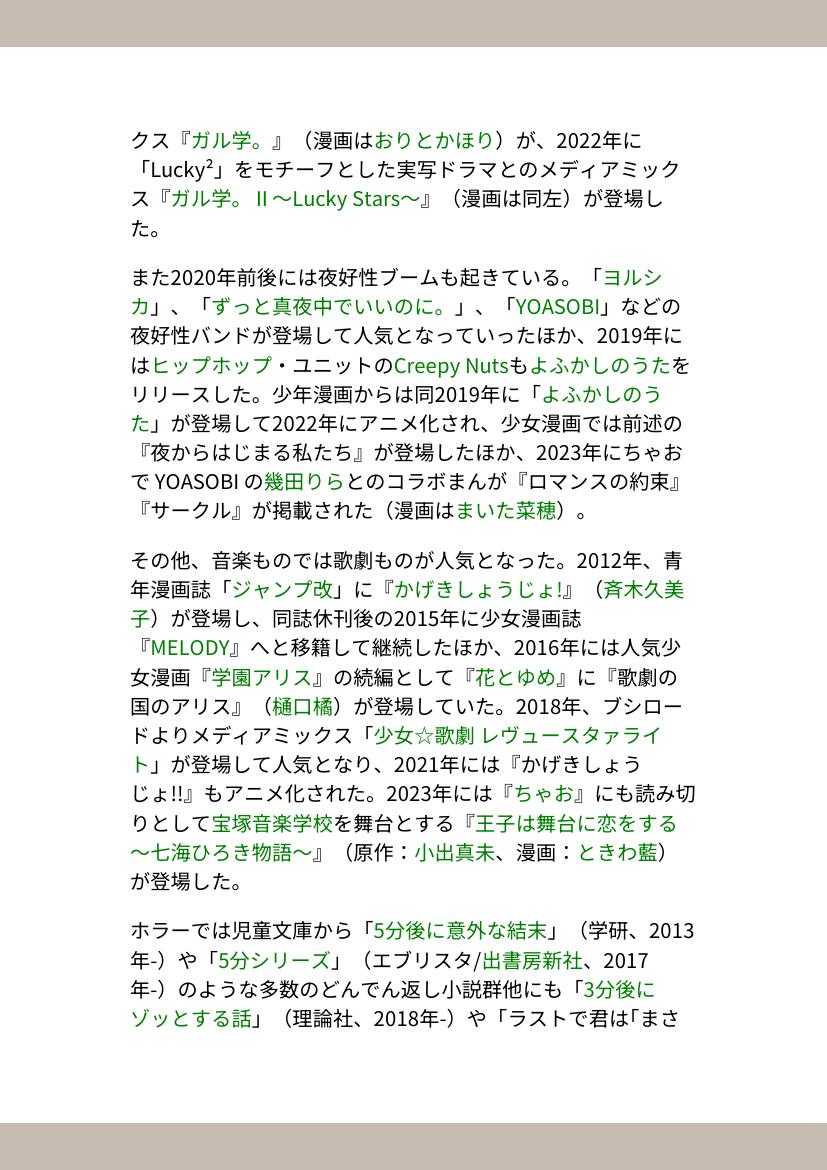 クス『ガル学。』（漫画はおりとかほり）が、2022年に
「Lucky²」をモチーフとした実写ドラマとのメディアミック
ス『ガル学。Ⅱ〜Lucky Stars〜』（漫画は同左）が登場し
た。
また2020年前後には夜好性ブームも起きている。「ヨルシ
カ」、「ずっと真夜中でいいのに。」、「YOASOBI」などの
夜好性バンドが登場して人気となっていったほか、2019年に
はヒップホップ・ユニットのCreepy Nutsもよふかしのうたを
リリースした。少年漫画からは同2019年に「よふかしのう
た」が登場して2022年にアニメ化され、少女漫画では前述の
『夜からはじまる私たち』が登場したほか、2023年にちゃお
で YOASOBI の幾田りらとのコラボまんが『ロマンスの約束』
『サークル』が掲載された（漫画はまいた菜穂）。
その他、音楽ものでは歌劇ものが人気となった。2012年、青
年漫画誌「ジャンプ改」に『かげきしょうじょ!』（斉木久美
子）が登場し、同誌休刊後の2015年に少女漫画誌
『MELODY』へと移籍して継続したほか、2016年には人気少
女漫画『学園アリス』の続編として『花とゆめ』に『歌劇の
国のアリス』（樋口橘）が登場していた。2018年、ブシロー
ドよりメディアミックス「少女☆歌劇 レヴュースタァライ
ト」が登場して人気となり、2021年には『かげきしょう
じょ!!』もアニメ化された。2023年には『ちゃお』にも読み切
りとして宝塚音楽学校を舞台とする『王子は舞台に恋をする
〜七海ひろき物語〜』（原作：小出真未、漫画：ときわ藍）
が登場した。
ホラーでは児童文庫から「5分後に意外な結末」（学研、2013
年-）や「5分シリーズ」（エブリスタ/出書房新社、2017
年-）のような多数のどんでん返し小説群他にも「3分後に
ゾッとする話」（理論社、2018年-）や「ラストで君は「まさ